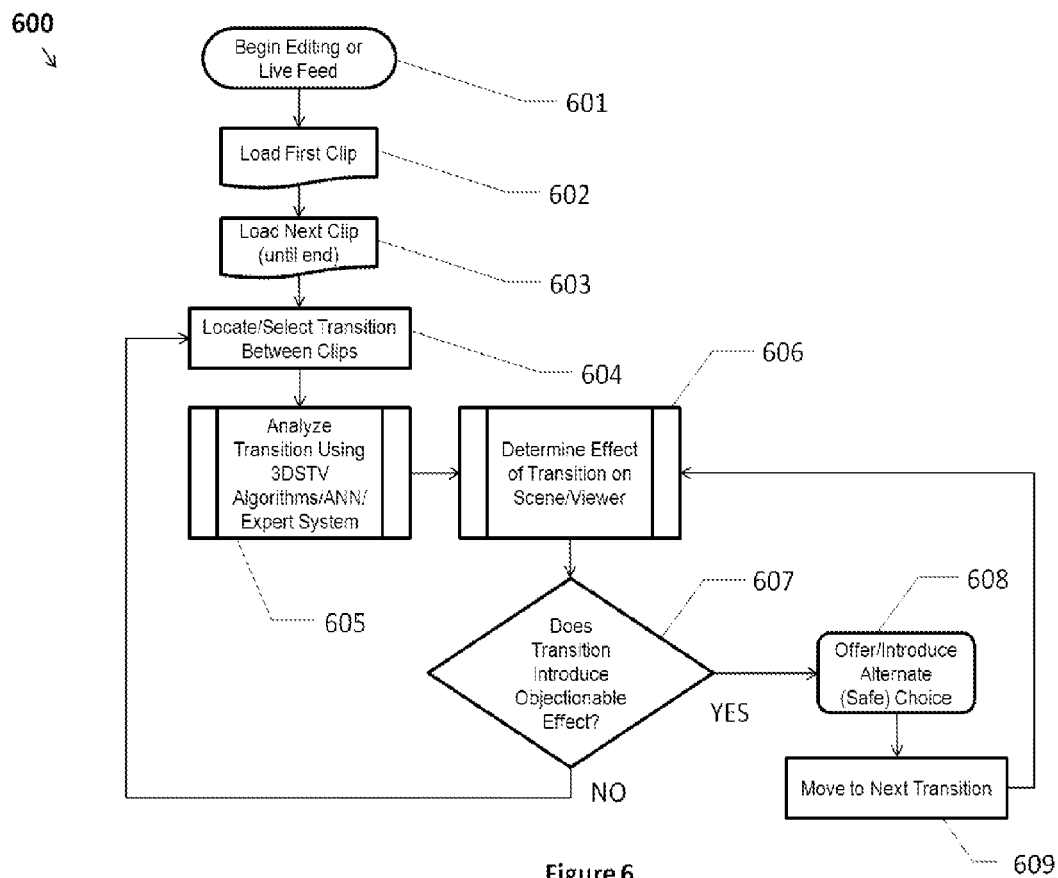 600
Begin Editing or
Live Feed
601
Load First Clip
602
Load Next Clip
(until end)
603
Locate/Select Transition
Between Clips
604
606
Analyze
Transition Using
3DSTV
Algorithms/ANN/
Expert System
605
Determine Effect
of Transition on
Scene/Viewer
607
Does
Transition
Introduce
Objectionable
Effect?
608
Offer/Introduce
Alternate
(Safe) Choice
YES
NO
Move to Next Transition
609
Figure 6